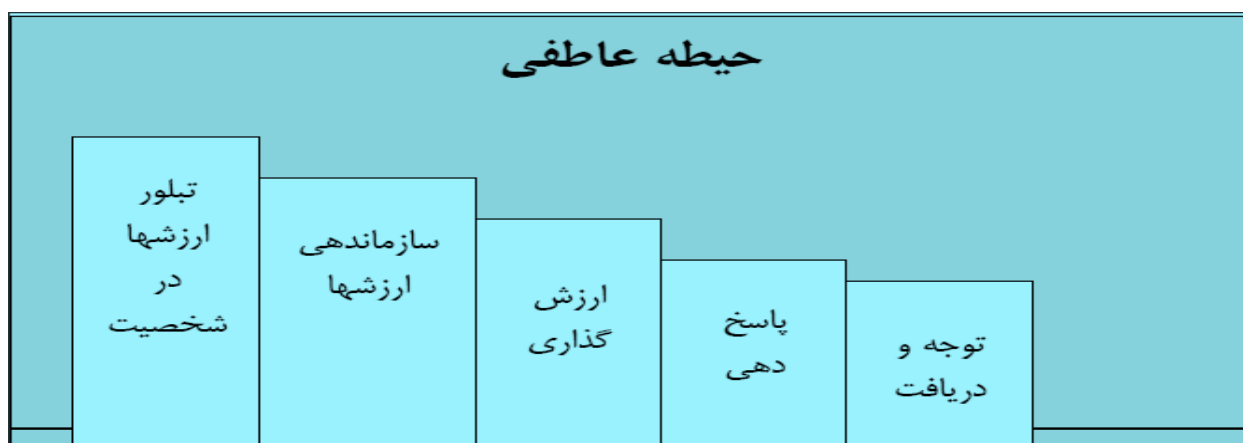 حیطه عاطفی
توجه و
دریافت
پاسخ
دهی
ارزش
گذاری
سازماندهی
ارزشها
تبلور
ارزشها
در
شخصیت